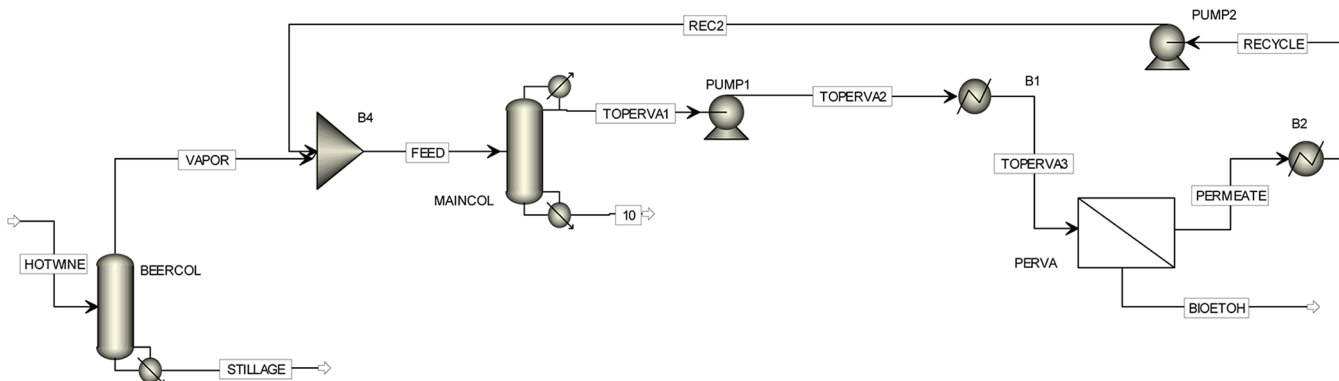 PUMP2
REC2
RECYCLE
B1
PUMP1
TOPERVA2
TOPERVA1
B4
B2
VAPOR
FEED
TOPERVA3
MAINCOL
PERMEATE
10
HOTWINE
BEERCOL
PERVA
BIOETOH
STILLAGE